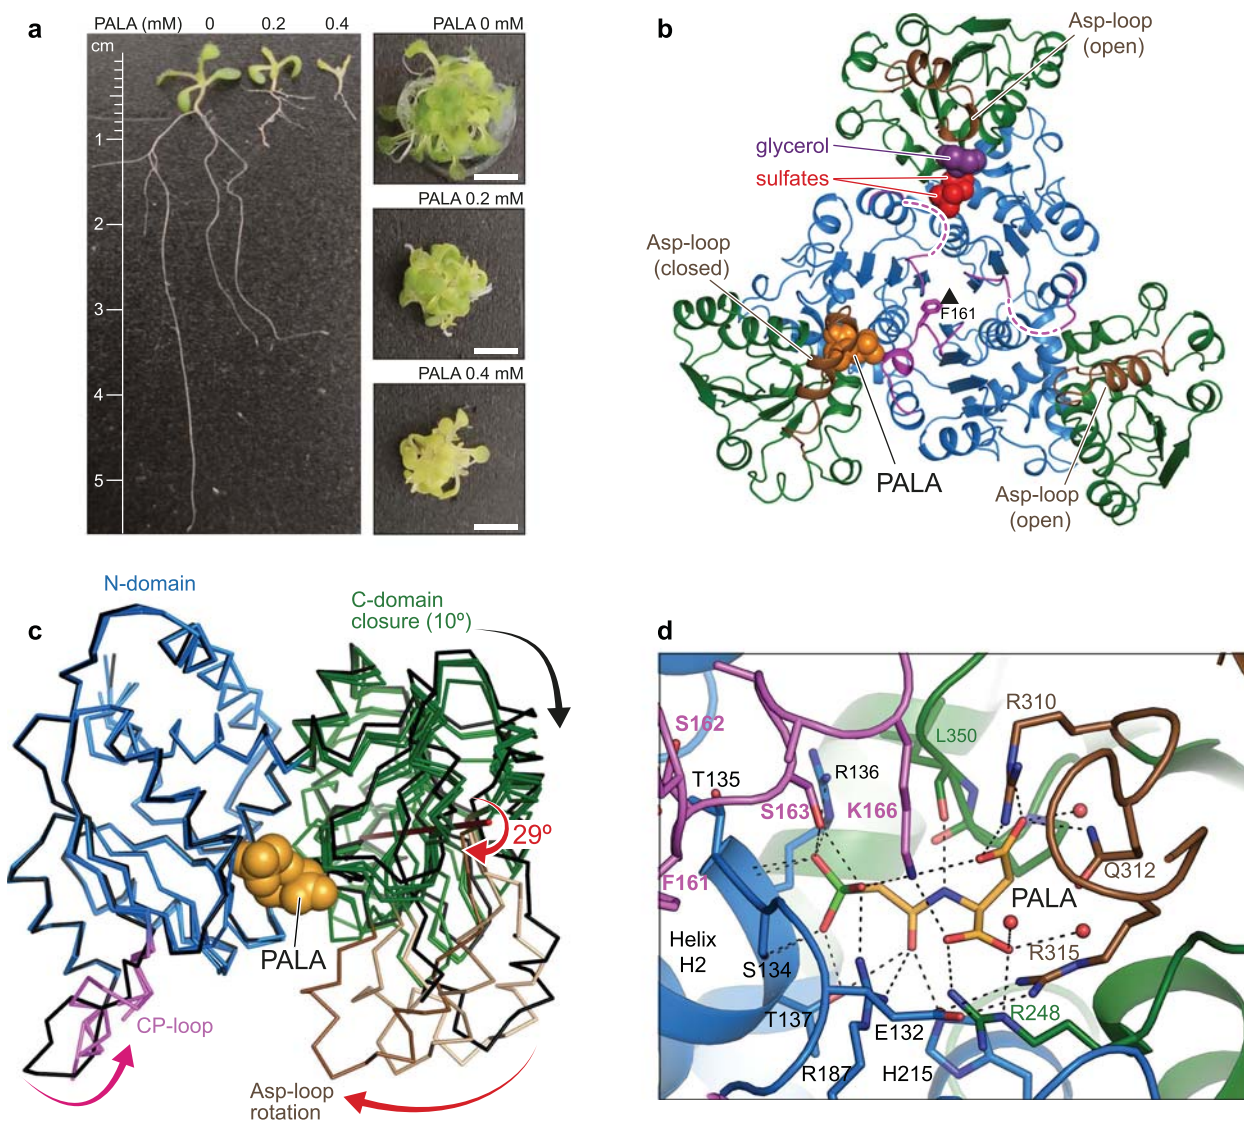 a
PALA (mM) 0 0.2 0.4
cm
1
2
3
4
5
PALA 0 mM
PALA 0.2 mM
PALA 0.4 mM
b
Asp-loop
(open)
glycerol
sulfates
Asp-loop
(closed)
F161
PALA
Asp-loop
(open)
c
N-domain
C-domain
closure (10º)
29º
PALA
CP-loop
Asp-loop
rotation
d
S162
T135
R136
S163
K166
L350
R310
F161
Q312
PALA
Helix
H2
S134
R315
T137
E132
R248
R187
H215